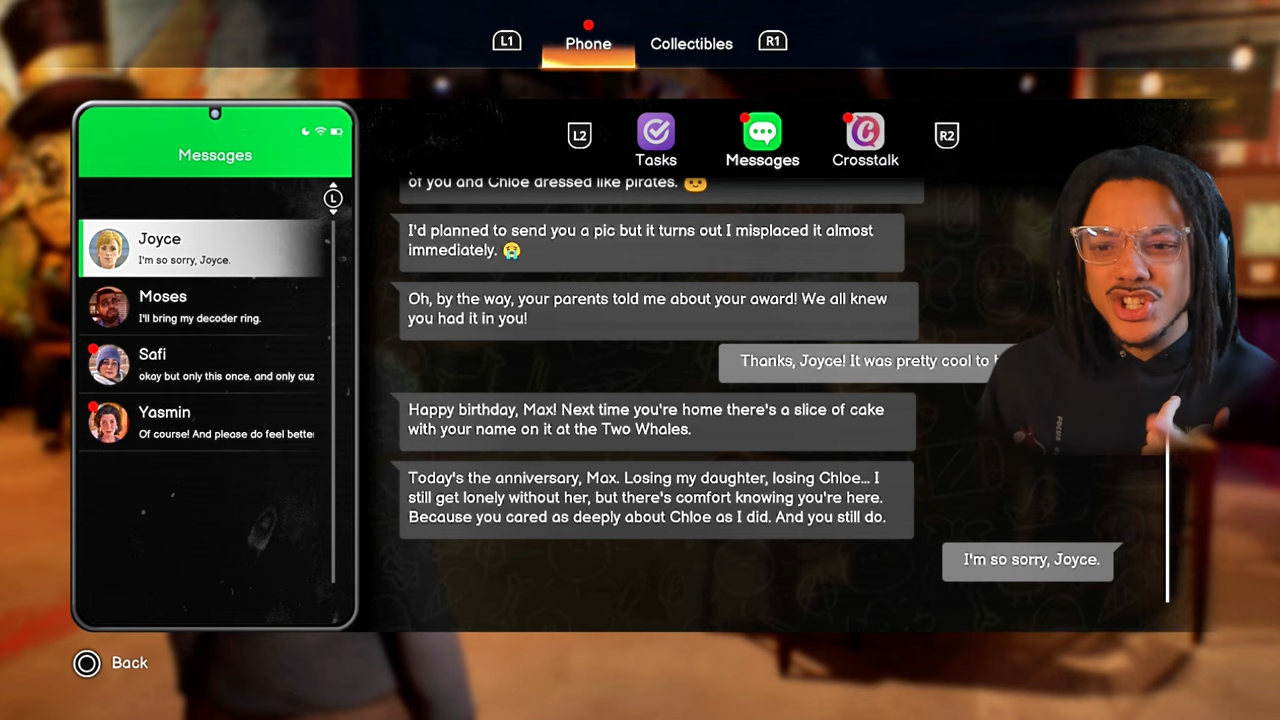 L1
Phone
Collectibles
R1
Messages
L
Joyce
I'm so sorry, Joyce.
Moses
I'll bring my decoder ring.
Safi
okay but only this once. and only cuz
Yasmin
Of course! And please do feel bette
L2
Tasks
Messages
Crosstalk
R2
of you and Chloe dressed like pirates. 🙂
I'd planned to send you a pic but it turns out I misplaced it almost
immediately. 😭
Oh, by the way, your parents told me about your award! We all knew
you had it in you!
Thanks, Joyce! It was pretty cool to
Happy birthday, Max! Next time you're home there's a slice of cake
with your name on it at the Two Whales.
Today's the anniversary, Max. Losing my daughter, losing Chloe... I
still get lonely without her, but there's comfort knowing you're here.
Because you cared as deeply about Chloe as I did. And you still do.
I'm so sorry, Joyce.
Back